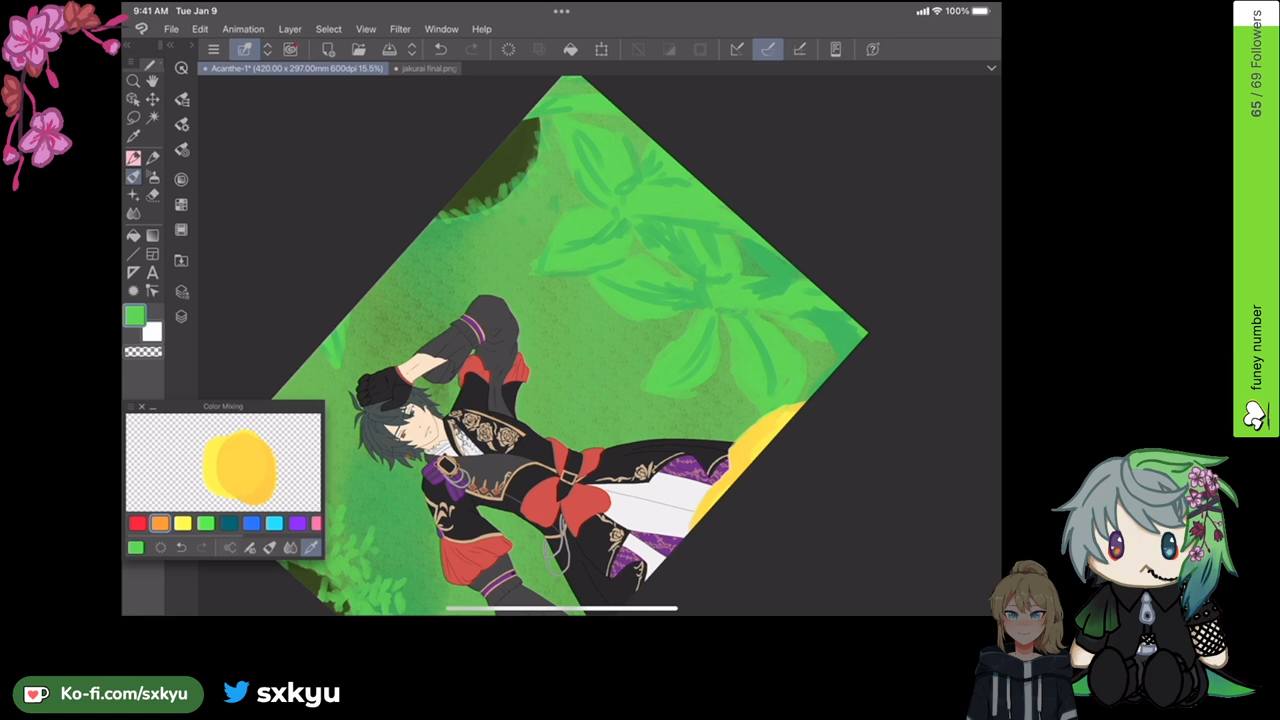 9:41 AM Tue Jan 9
100%
File Edit Animation Layer Select View Filter Window Help
Acanthe-1* (420.00 x 297.00mm 600dpi 15.5%)
jakurai final.png
Color Mixing
65 / 69 Followers
funey number
Ko-fi.com/sxkyu
sxkyu